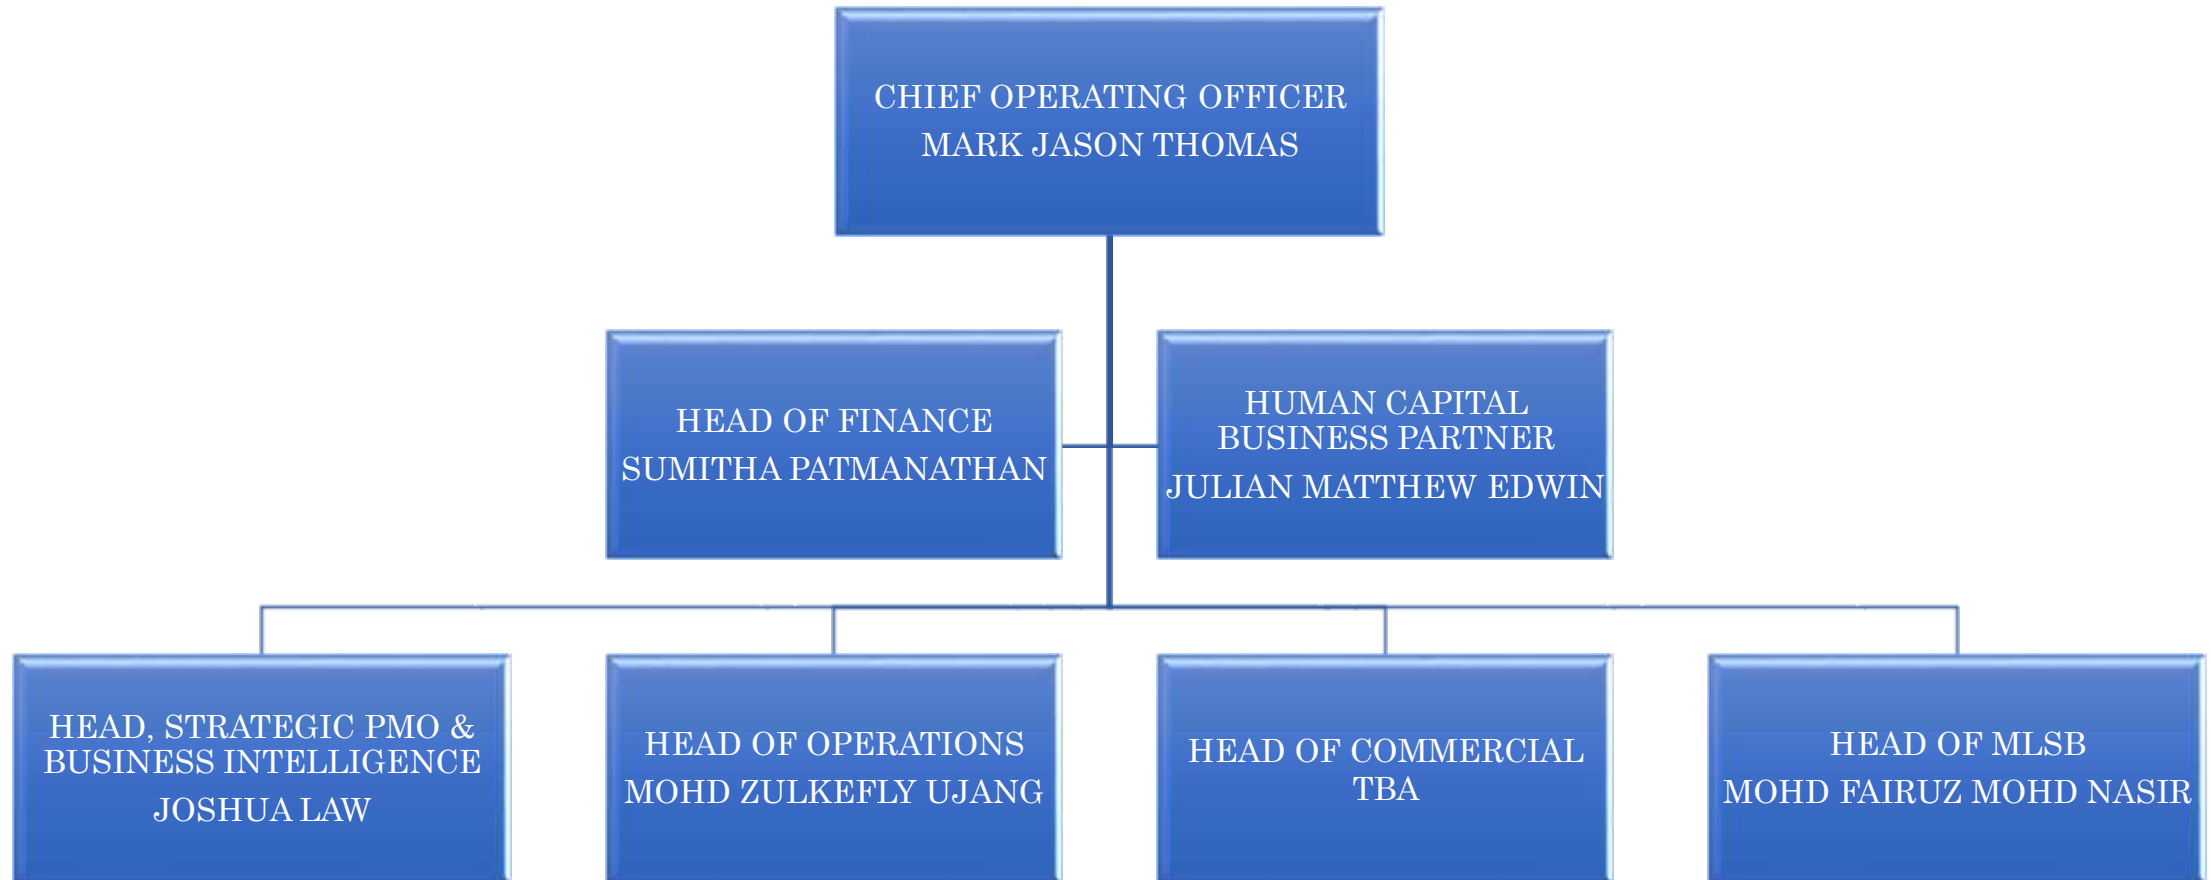 CHIEF OPERATING OFFICER
MARK JASON THOMAS
HEAD OF FINANCE
SUMITHA PATMANATHAN
HUMAN CAPITAL
BUSINESS PARTNER
JULIAN MATTHEW EDWIN
HEAD, STRATEGIC PMO &
BUSINESS INTELLIGENCE
JOSHUA LAW
HEAD OF OPERATIONS
MOHD ZULKEFLY UJANG
HEAD OF COMMERCIAL
TBA
HEAD OF MLSB
MOHD FAIRUZ MOHD NASIR